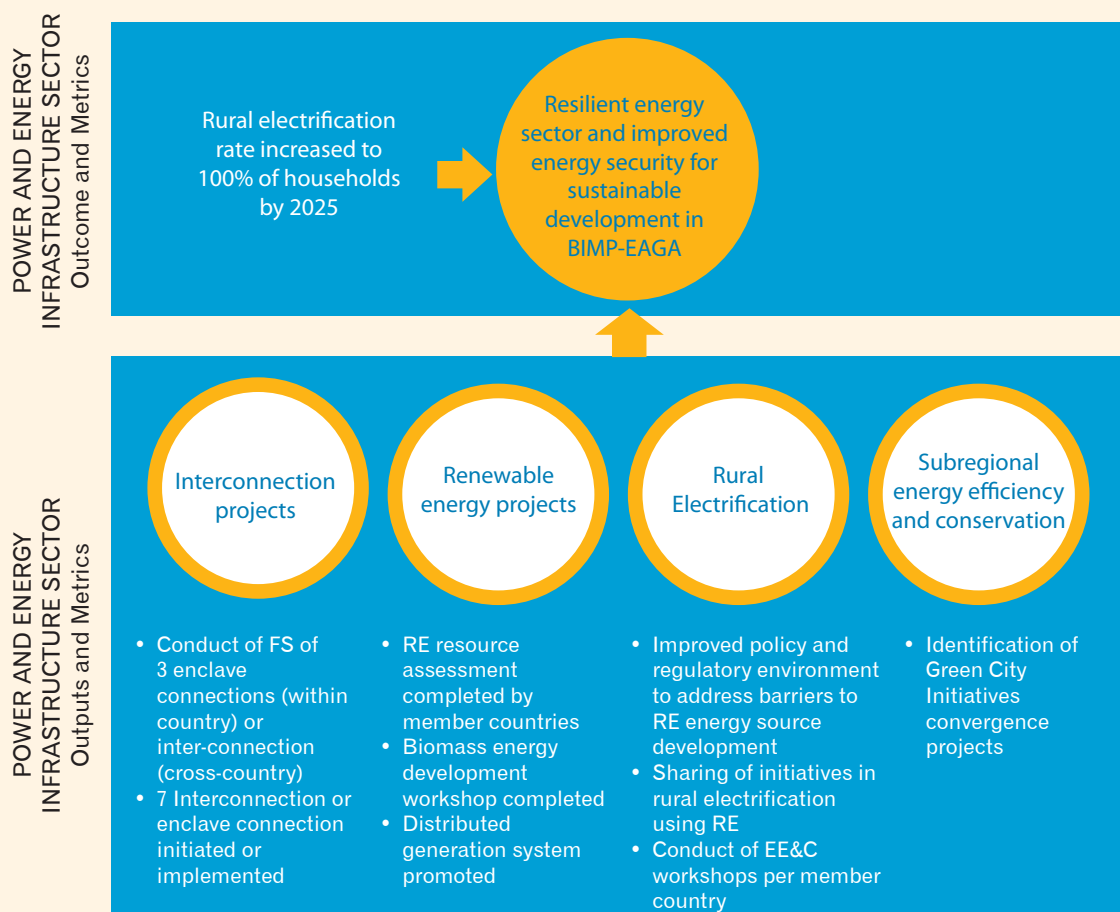 POWER AND ENERGY
INFRASTRUCTURE SECTOR
Outcome and Metrics
Rural electrification
rate increased to
100% of households
by 2025
Resilient energy
sector and improved
energy security for
sustainable
development in
BIMP-EAGA
POWER AND ENERGY
INFRASTRUCTURE SECTOR
Outputs and Metrics
Interconnection
projects
• Conduct of FS of
3 enclave
connections (within
country) or
inter-connection
(cross-country)
• 7 Interconnection or
enclave connection
initiated or
implemented
Renewable
energy projects
• RE resource
assessment
completed by
member countries
• Biomass energy
development
workshop completed
• Distributed
generation system
promoted
Rural
Electrification
• Improved policy and
regulatory environment
to address barriers to
RE energy source
development
• Sharing of initiatives in
rural electrification
using RE
• Conduct of EE&C
workshops per member
country
Subregional
energy efficiency
and conservation
• Identification of
Green City
Initiatives
convergence
projects